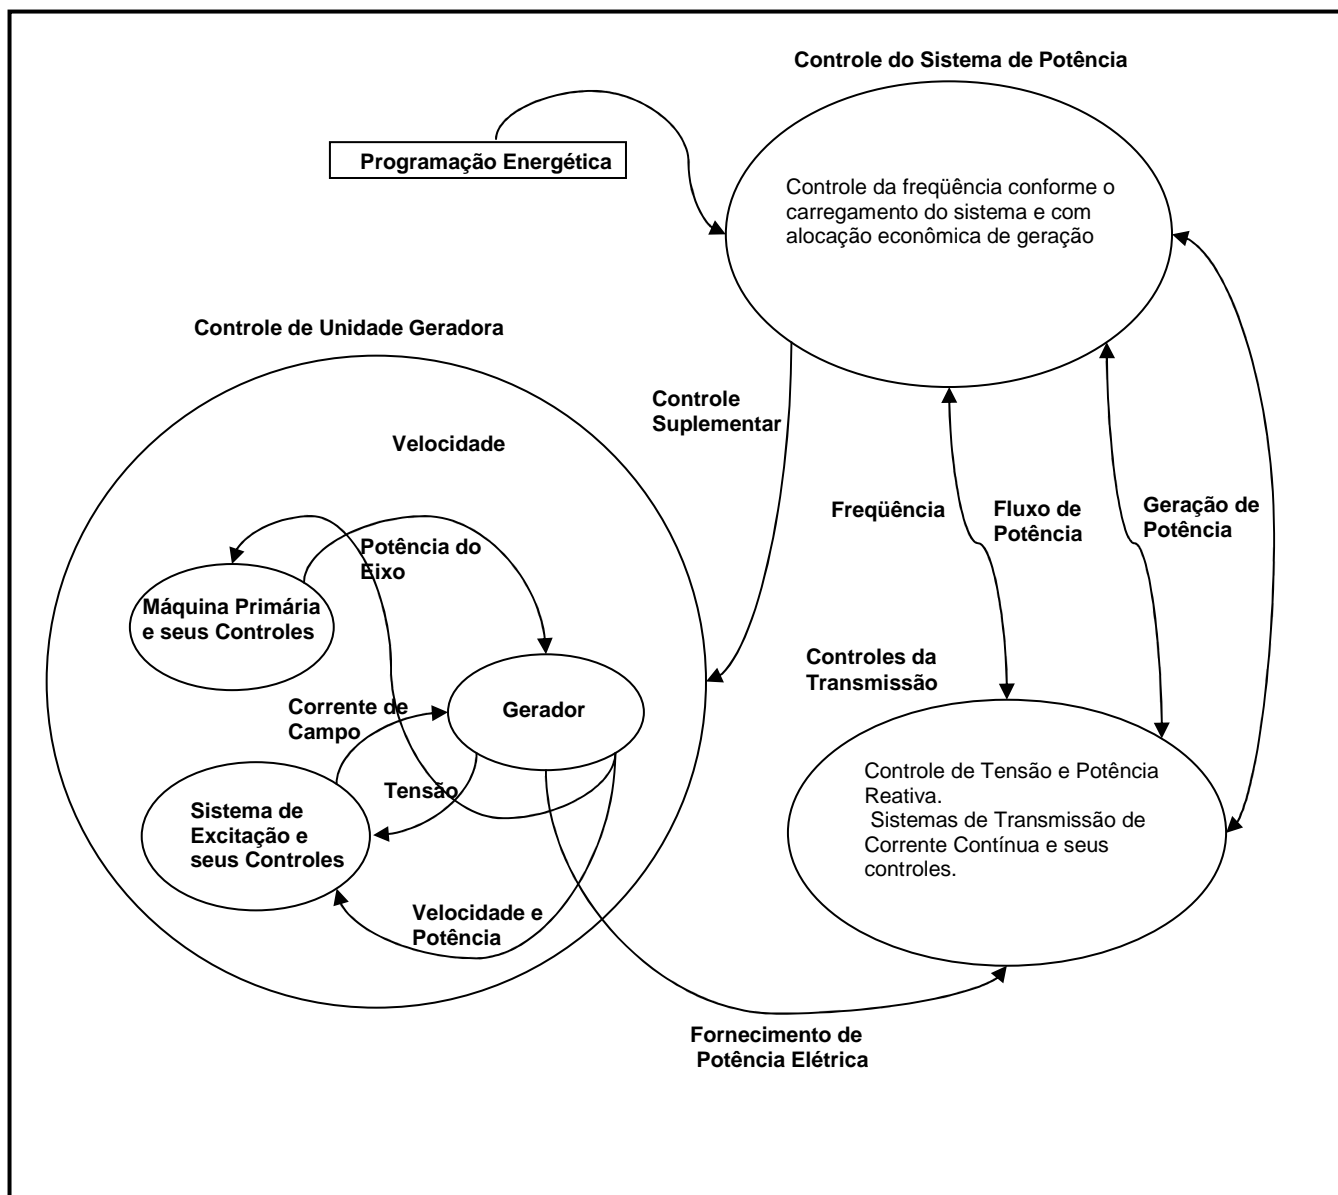 Controle do Sistema de Potência
Programação Energética
Controle da freqüência conforme o
carregamento do sistema e com
alocação econômica de geração
Controle de Unidade Geradora
Controle
Suplementar
Velocidade
Freqüência
Fluxo de
Potência
Geração de
Potência
Potência do
Eixo
Máquina Primária
e seus Controles
Controles da
Transmissão
Corrente de
Campo
Gerador
Controle de Tensão e Potência
Reativa.
Sistemas de Transmissão de
Corrente Contínua e seus
controles.
Tensão
Sistema de
Excitação e
seus Controles
Velocidade e
Potência
Fornecimento de
Potência Elétrica